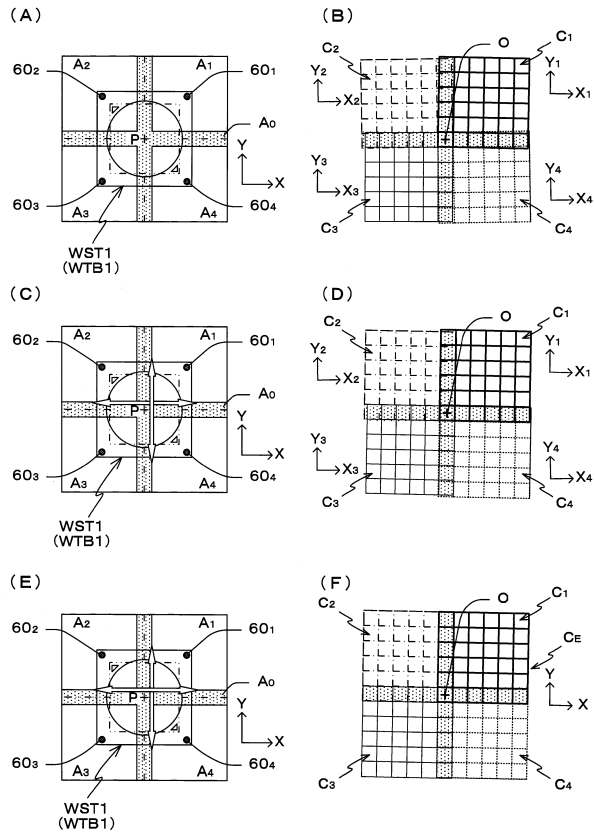 (A)
A₂
A₁
60₂
60₁
A₀
P
Y
X
60₃
A₃
A₄
60₄
WST1
(WTB1)
(B)
O
C₂
C₁
Y₂
X₂
Y₁
X₁
Y₃
X₃
Y₄
X₄
C₃
C₄
(C)
A₂
A₁
60₂
60₁
A₀
P
Y
X
60₃
A₃
A₄
60₄
WST1
(WTB1)
(D)
O
C₂
C₁
Y₂
X₂
Y₁
X₁
Y₃
X₃
Y₄
X₄
C₃
C₄
(E)
A₂
A₁
60₂
60₁
A₀
P
Y
X
60₃
A₃
A₄
60₄
WST1
(WTB1)
(F)
O
C₂
C₁
C_E
Y
X
C₃
C₄